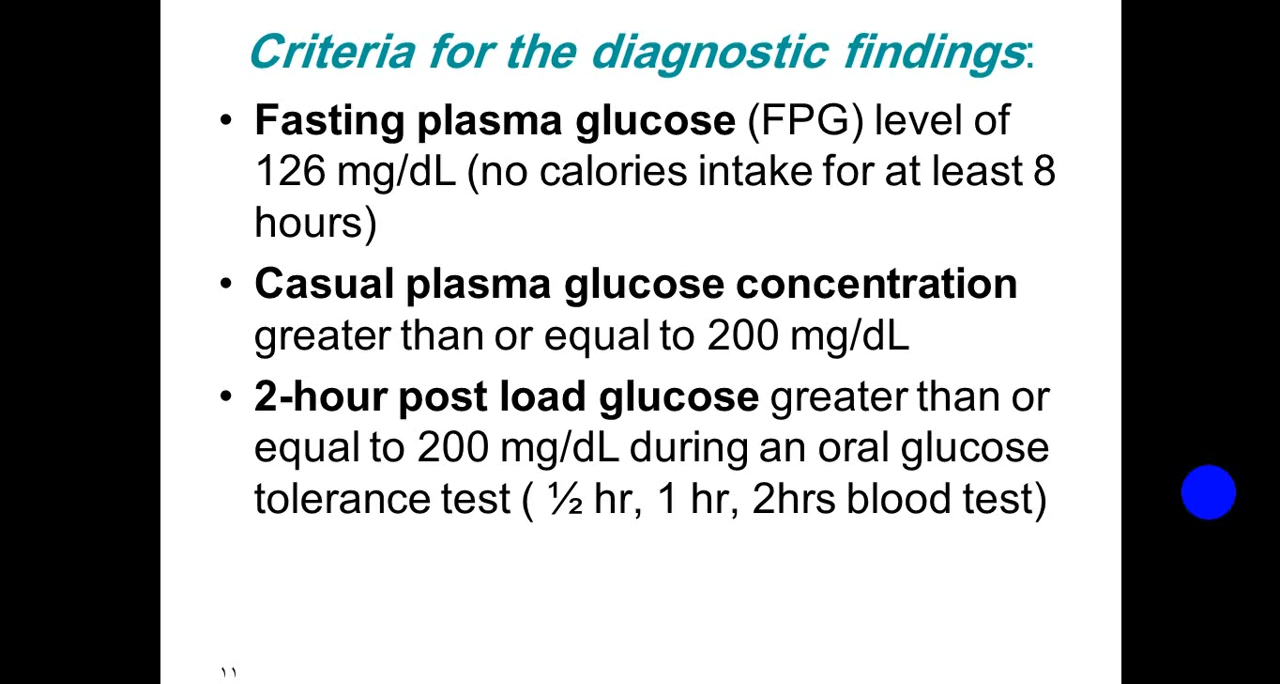 Criteria for the diagnostic findings:
• Fasting plasma glucose (FPG) level of
126 mg/dL (no calories intake for at least 8
hours)
• Casual plasma glucose concentration
greater than or equal to 200 mg/dL
• 2-hour post load glucose greater than or
equal to 200 mg/dL during an oral glucose
tolerance test ( ½ hr, 1 hr, 2hrs blood test)
١١